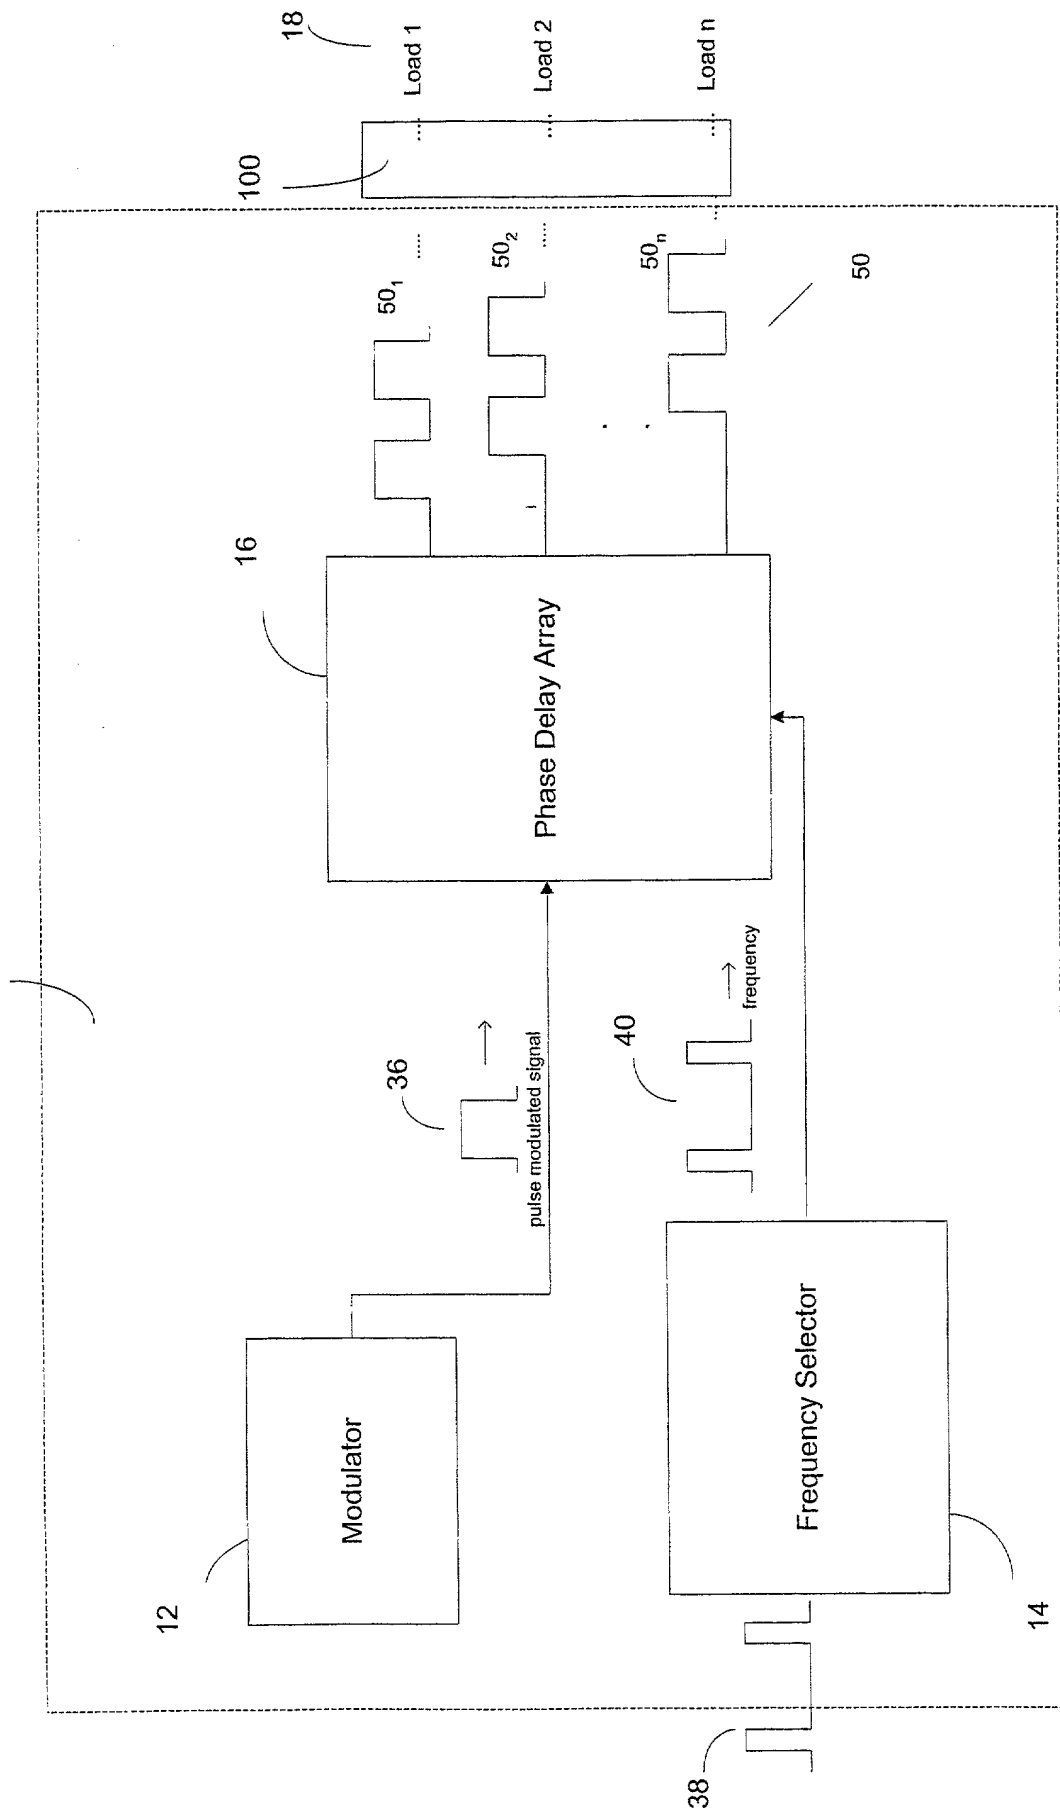 18
Load 1
Load 2
Load n
100
50₁
50₂
50ₙ
50
16
Phase Delay Array
36
pulse modulated signal
40
frequency
12
Modulator
Frequency Selector
14
38